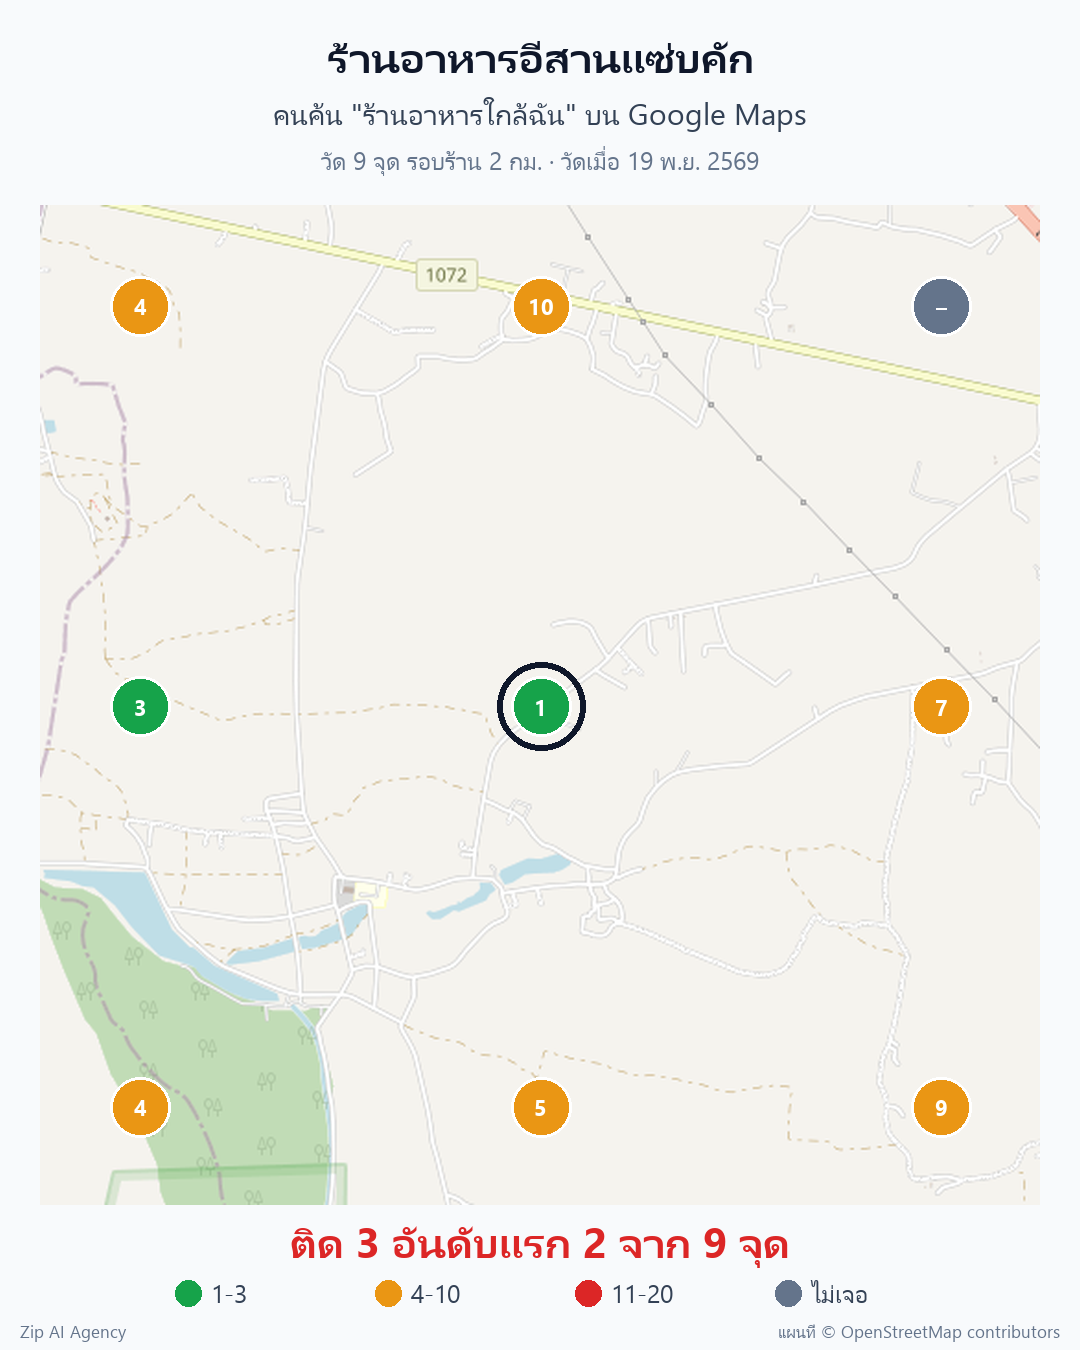 ร้านอาหารอีสานแซ่บคัก
คนค้น "ร้านอาหารใกล้ฉัน" บน Google Maps
วัด 9 จุด รอบร้าน 2 กม. · วัดเมื่อ 19 พ.ย. 2569
1072
4
10
–
3
1
7
4
5
9
ติด 3 อันดับแรก 2 จาก 9 จุด
1-3
4-10
11-20
ไม่เจอ
Zip AI Agency
แผนที่ © OpenStreetMap contributors